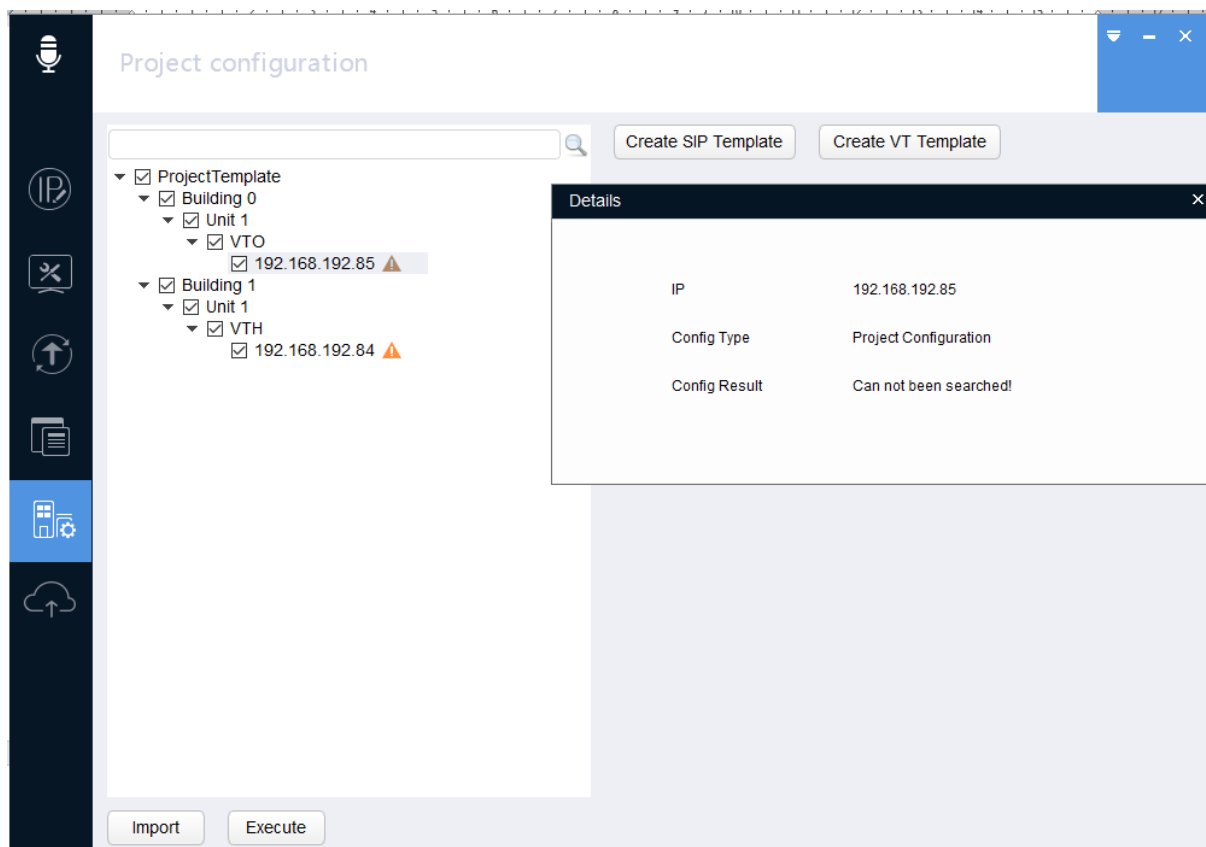 Project configuration
Create SIP Template
Create VT Template
ProjectTemplate
Building 0
Unit 1
VTO
192.168.192.85
Building 1
Unit 1
VTH
192.168.192.84
Details
IP 192.168.192.85
Config Type Project Configuration
Config Result Can not been searched!
Import
Execute
IP